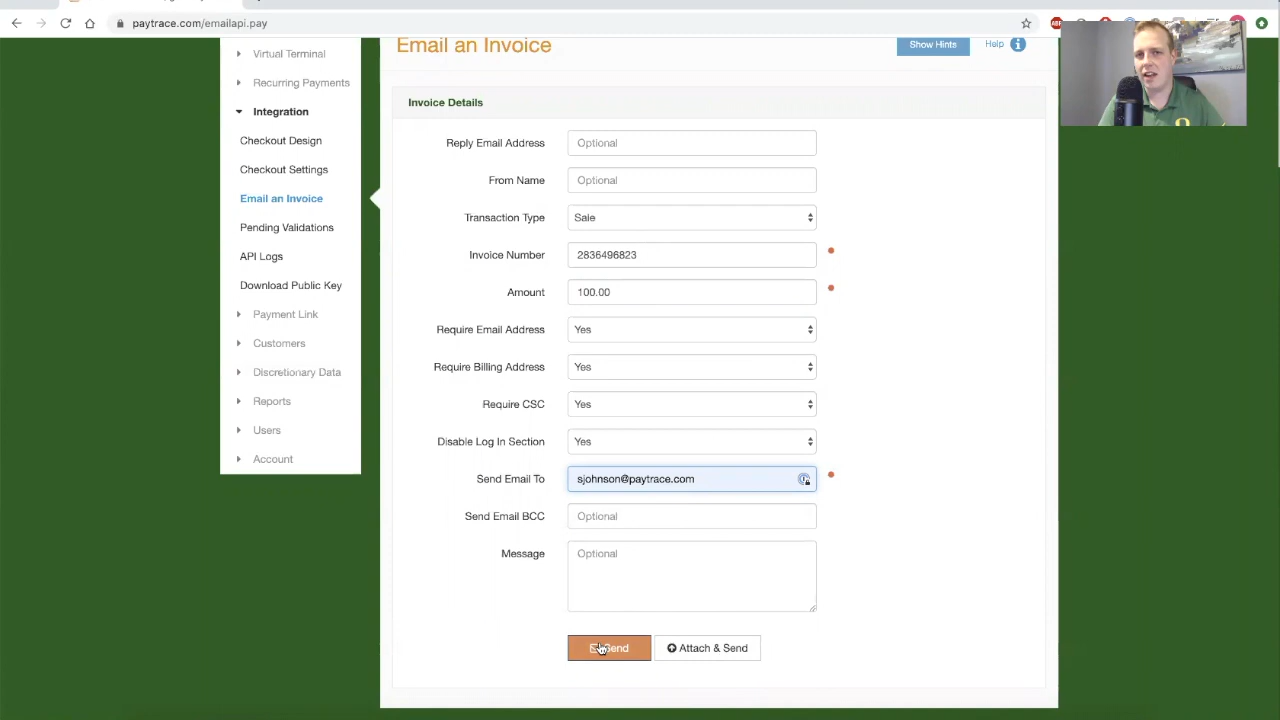 paytrace.com/emailapi.pay
Virtual Terminal
Recurring Payments
Integration
Checkout Design
Checkout Settings
Email an Invoice
Pending Validations
API Logs
Download Public Key
Payment Link
Customers
Discretionary Data
Reports
Users
Account
Email an Invoice
Show Hints
Help
Invoice Details
Reply Email Address Optional
From Name Optional
Transaction Type Sale
Invoice Number 2836496823
Amount 100.00
Require Email Address Yes
Require Billing Address Yes
Require CSC Yes
Disable Log In Section Yes
Send Email To sjohnson@paytrace.com
Send Email BCC Optional
Message Optional
Send Attach & Send